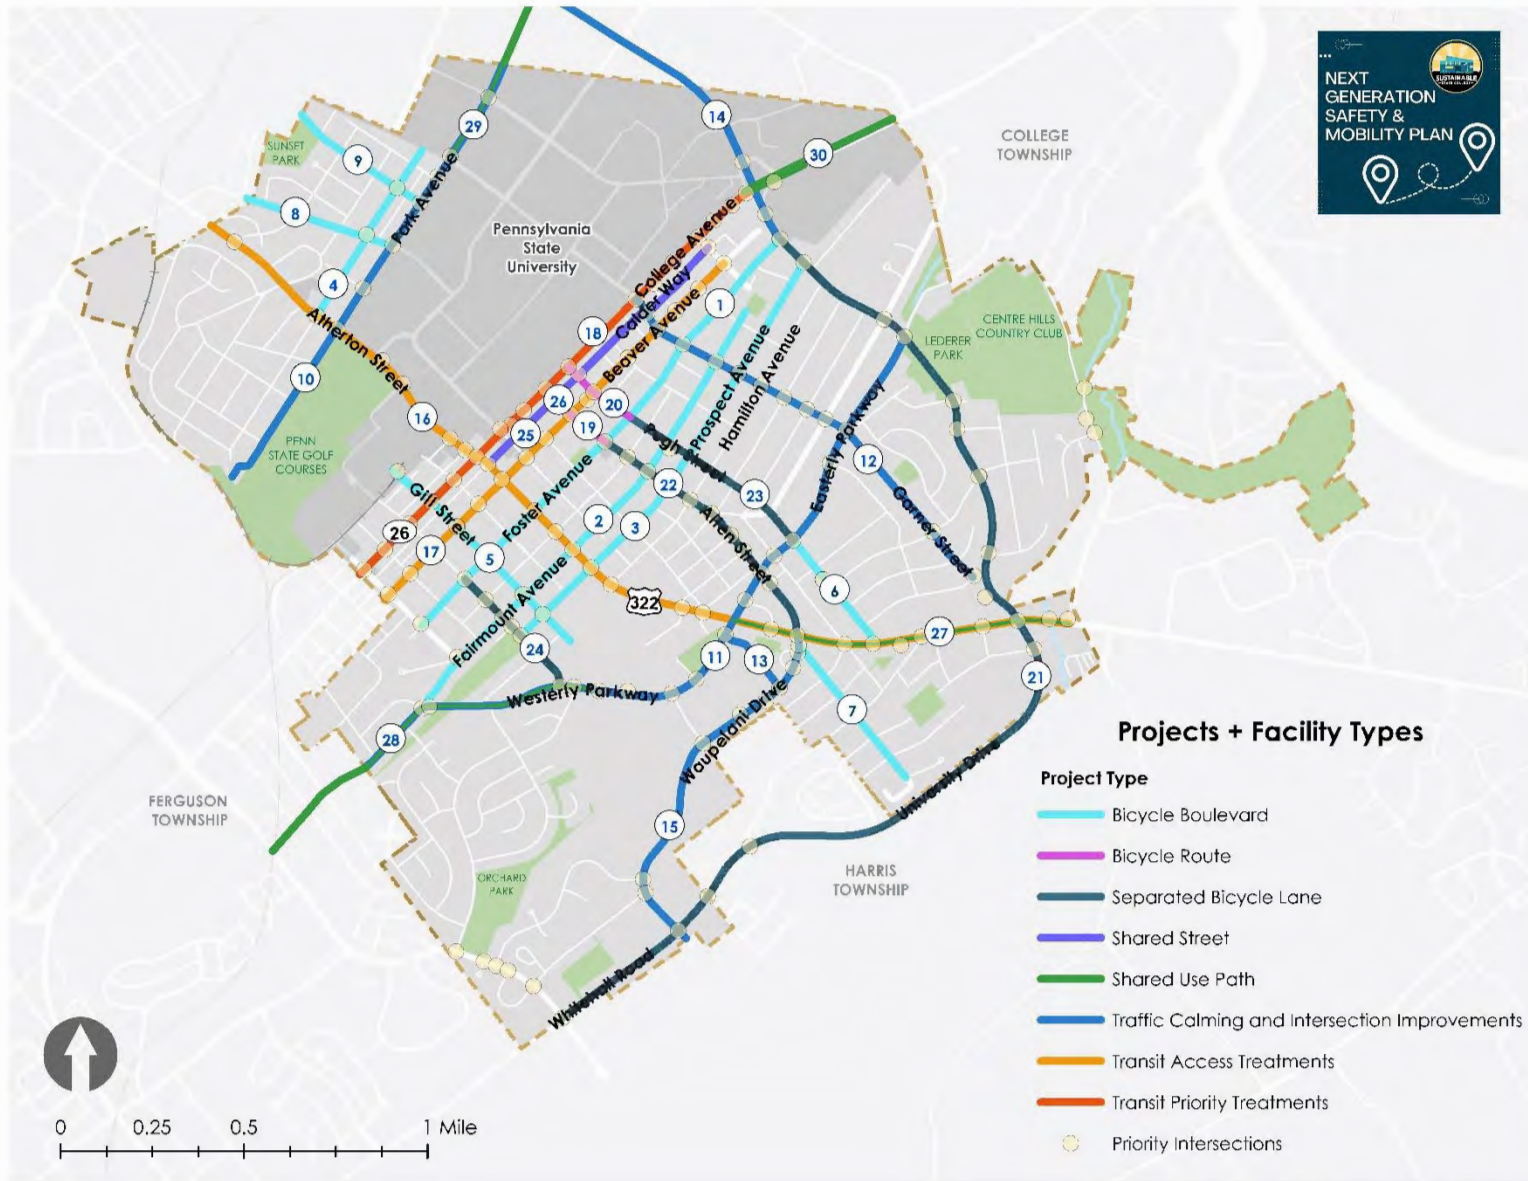 NEXT
GENERATION
SAFETY &
MOBILITY PLAN
SUSTAINABLE
COLLEGE
TOWNSHIP
14
29
30
SUNSET
PARK
9
8
Park Avenue
Pennsylvania
State
University
College Avenue
Calder Way
Beaver Avenue
4
1
18
Atherton Street
CENTRE HILLS
COUNTRY CLUB
LEDERER
PARK
Prospect Avenue
Hamilton Avenue
10
16
26
20
19
25
Pugh Street
Easterly Parkway
12
PENN
STATE GOLF
COURSES
Gill Street
Foster Avenue
22
23
Garner Street
2
3
Allen Street
26
17
5
6
322
Fairmount Avenue
27
24
11
13
21
Westerly Parkway
Waupelani Drive
7
28
FERGUSON
TOWNSHIP
University Drive
15
HARRIS
TOWNSHIP
ORCHARD
PARK
Whitehall Road
Projects + Facility Types
Project Type
Bicycle Boulevard
Bicycle Route
Separated Bicycle Lane
Shared Street
Shared Use Path
Traffic Calming and Intersection Improvements
Transit Access Treatments
Transit Priority Treatments
Priority Intersections
0 0.25 0.5 1 Mile